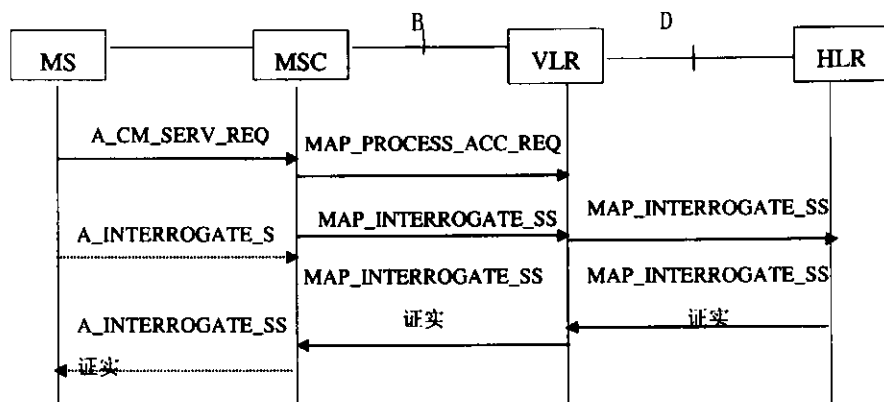 B
D
MS
MSC
VLR
HLR
A_CM_SERV_REQ
MAP_PROCESS_ACC_REQ
MAP_INTERROGATE_SS
MAP_INTERROGATE_SS
A_INTERROGATE_S
MAP_INTERROGATE_SS
MAP_INTERROGATE_SS
A_INTERROGATE_SS
证实
证实
证实